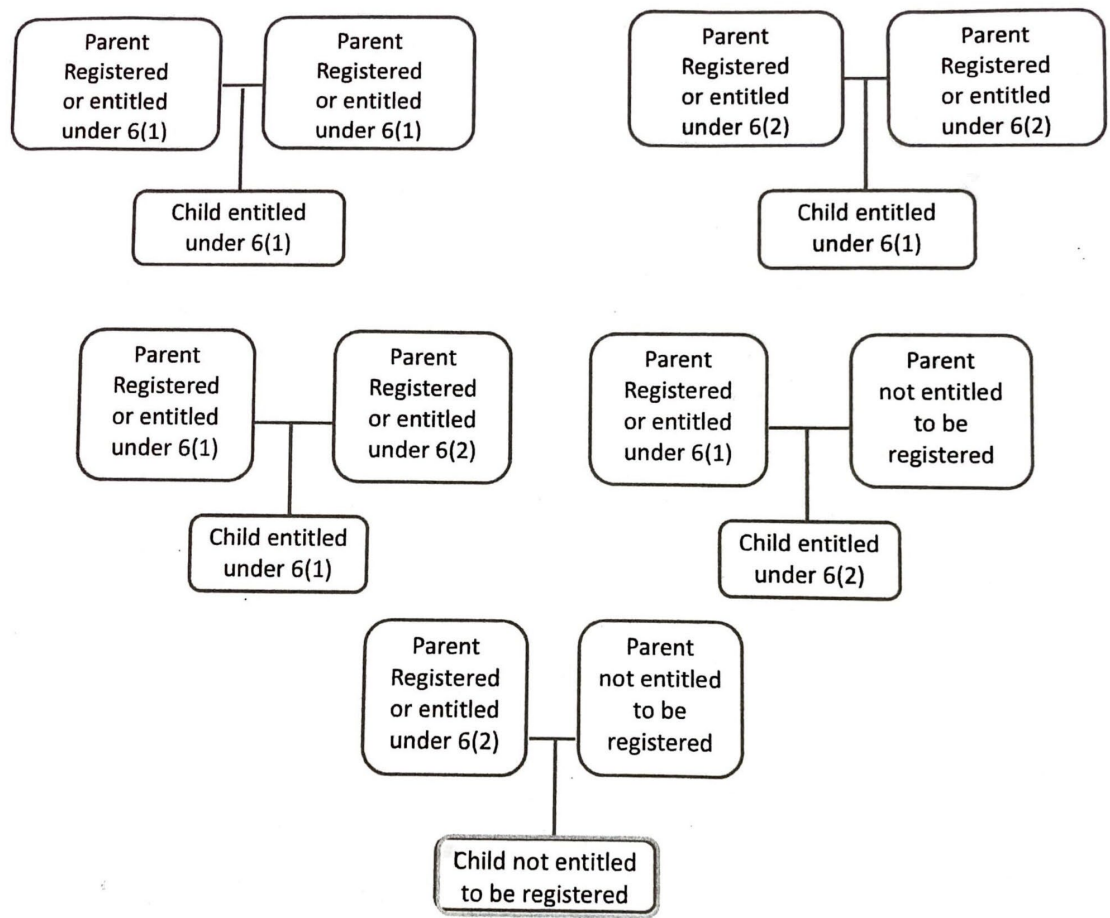 Parent
Registered
or entitled
under 6(1)
Parent
Registered
or entitled
under 6(1)
Child entitled
under 6(1)
Parent
Registered
or entitled
under 6(2)
Parent
Registered
or entitled
under 6(2)
Child entitled
under 6(1)
Parent
Registered
or entitled
under 6(1)
Parent
Registered
or entitled
under 6(2)
Child entitled
under 6(1)
Parent
Registered
or entitled
under 6(1)
Parent
not entitled
to be
registered
Child entitled
under 6(2)
Parent
Registered
or entitled
under 6(2)
Parent
not entitled
to be
registered
Child not entitled
to be registered